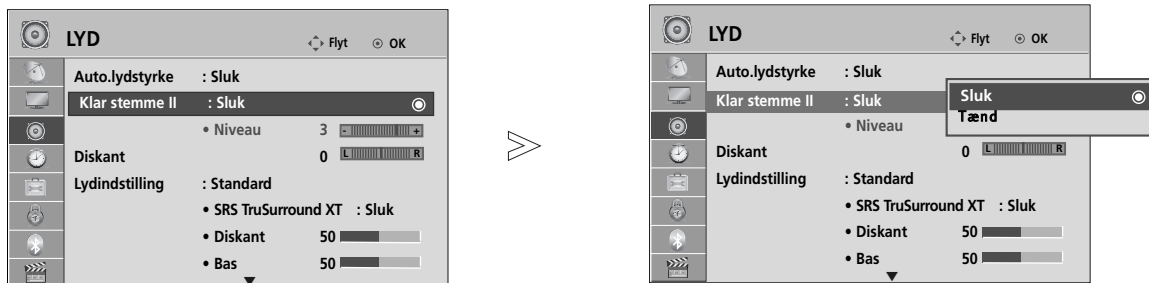 LYD
Flyt OK
Auto.lydstyrke : Sluk
Klar stemme II : Sluk
• Niveau 3 - +
Diskant 0 L R
Lydindstilling : Standard
• SRS TruSurround XT : Sluk
• Diskant 50
• Bas 50
LYD
Flyt OK
Auto.lydstyrke : Sluk
Klar stemme II : Sluk
Sluk
Tænd
• Niveau
Diskant 0 L R
Lydindstilling : Standard
• SRS TruSurround XT : Sluk
• Diskant 50
• Bas 50